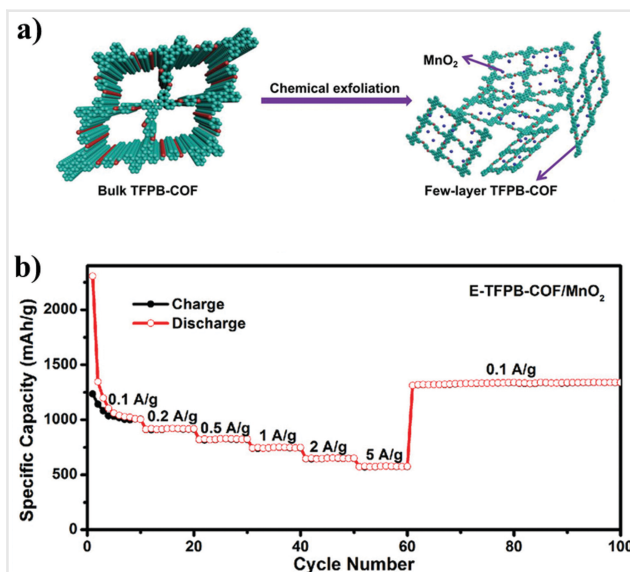 a)
MnO₂
Chemical exfoliation
Bulk TFPB-COF
Few-layer TFPB-COF
b)
E-TFPB-COF/MnO₂
Charge
Discharge
0.1 A/g
0.2 A/g
0.5 A/g
1 A/g
2 A/g
5 A/g
0.1 A/g
Specific Capacity (mAh/g)
2000
1500
1000
500
0
0
20
40
60
80
100
Cycle Number